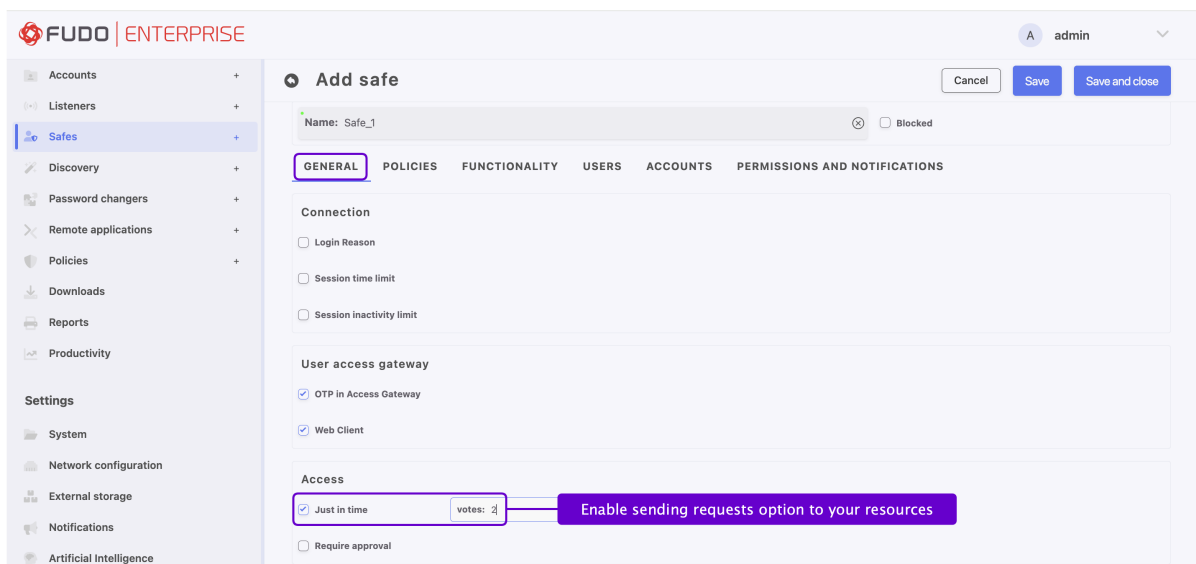 FUDO ENTERPRISE
A admin
Accounts +
Listeners +
Safes +
Discovery +
Password changers +
Remote applications +
Policies +
Downloads
Reports
Productivity
Settings
System
Network configuration
External storage
Notifications
Artificial Intelligence
Add safe
Cancel Save Save and close
Name: Safe_1 Blocked
GENERAL POLICIES FUNCTIONALITY USERS ACCOUNTS PERMISSIONS AND NOTIFICATIONS
Connection
Login Reason
Session time limit
Session inactivity limit
User access gateway
OTP in Access Gateway
Web Client
Access
Just in time votes: 2 Enable sending requests option to your resources
Require approval